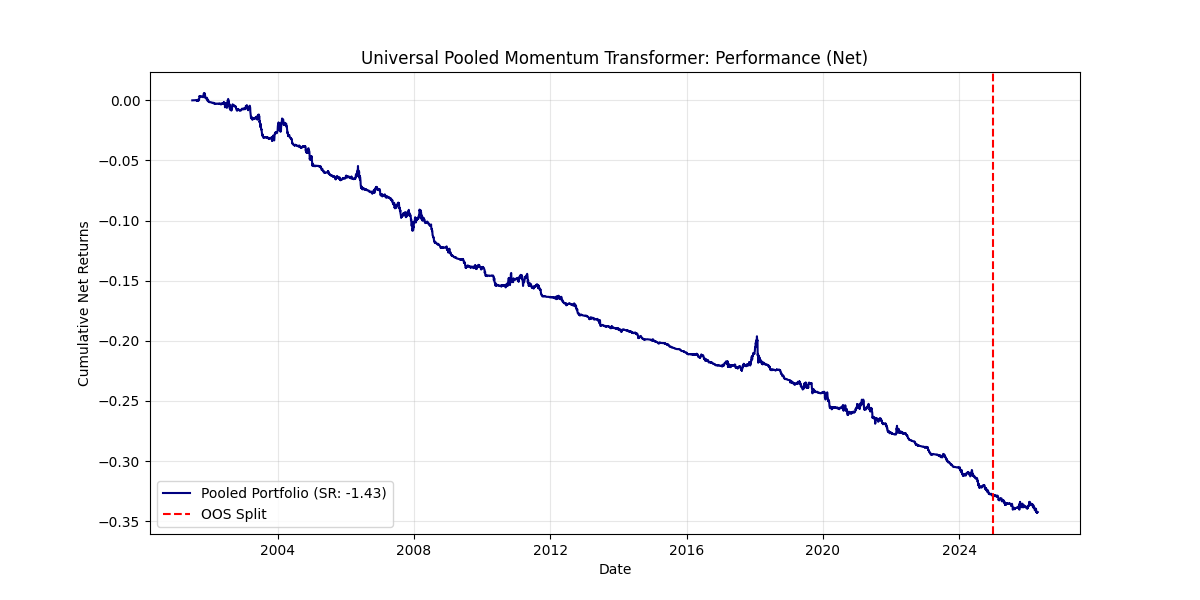 Universal Pooled Momentum Transformer: Performance (Net)
Cumulative Net Returns
0.00
−0.05
−0.10
−0.15
−0.20
−0.25
−0.30
−0.35
Pooled Portfolio (SR: -1.43)
OOS Split
2004
2008
2012
2016
2020
2024
Date